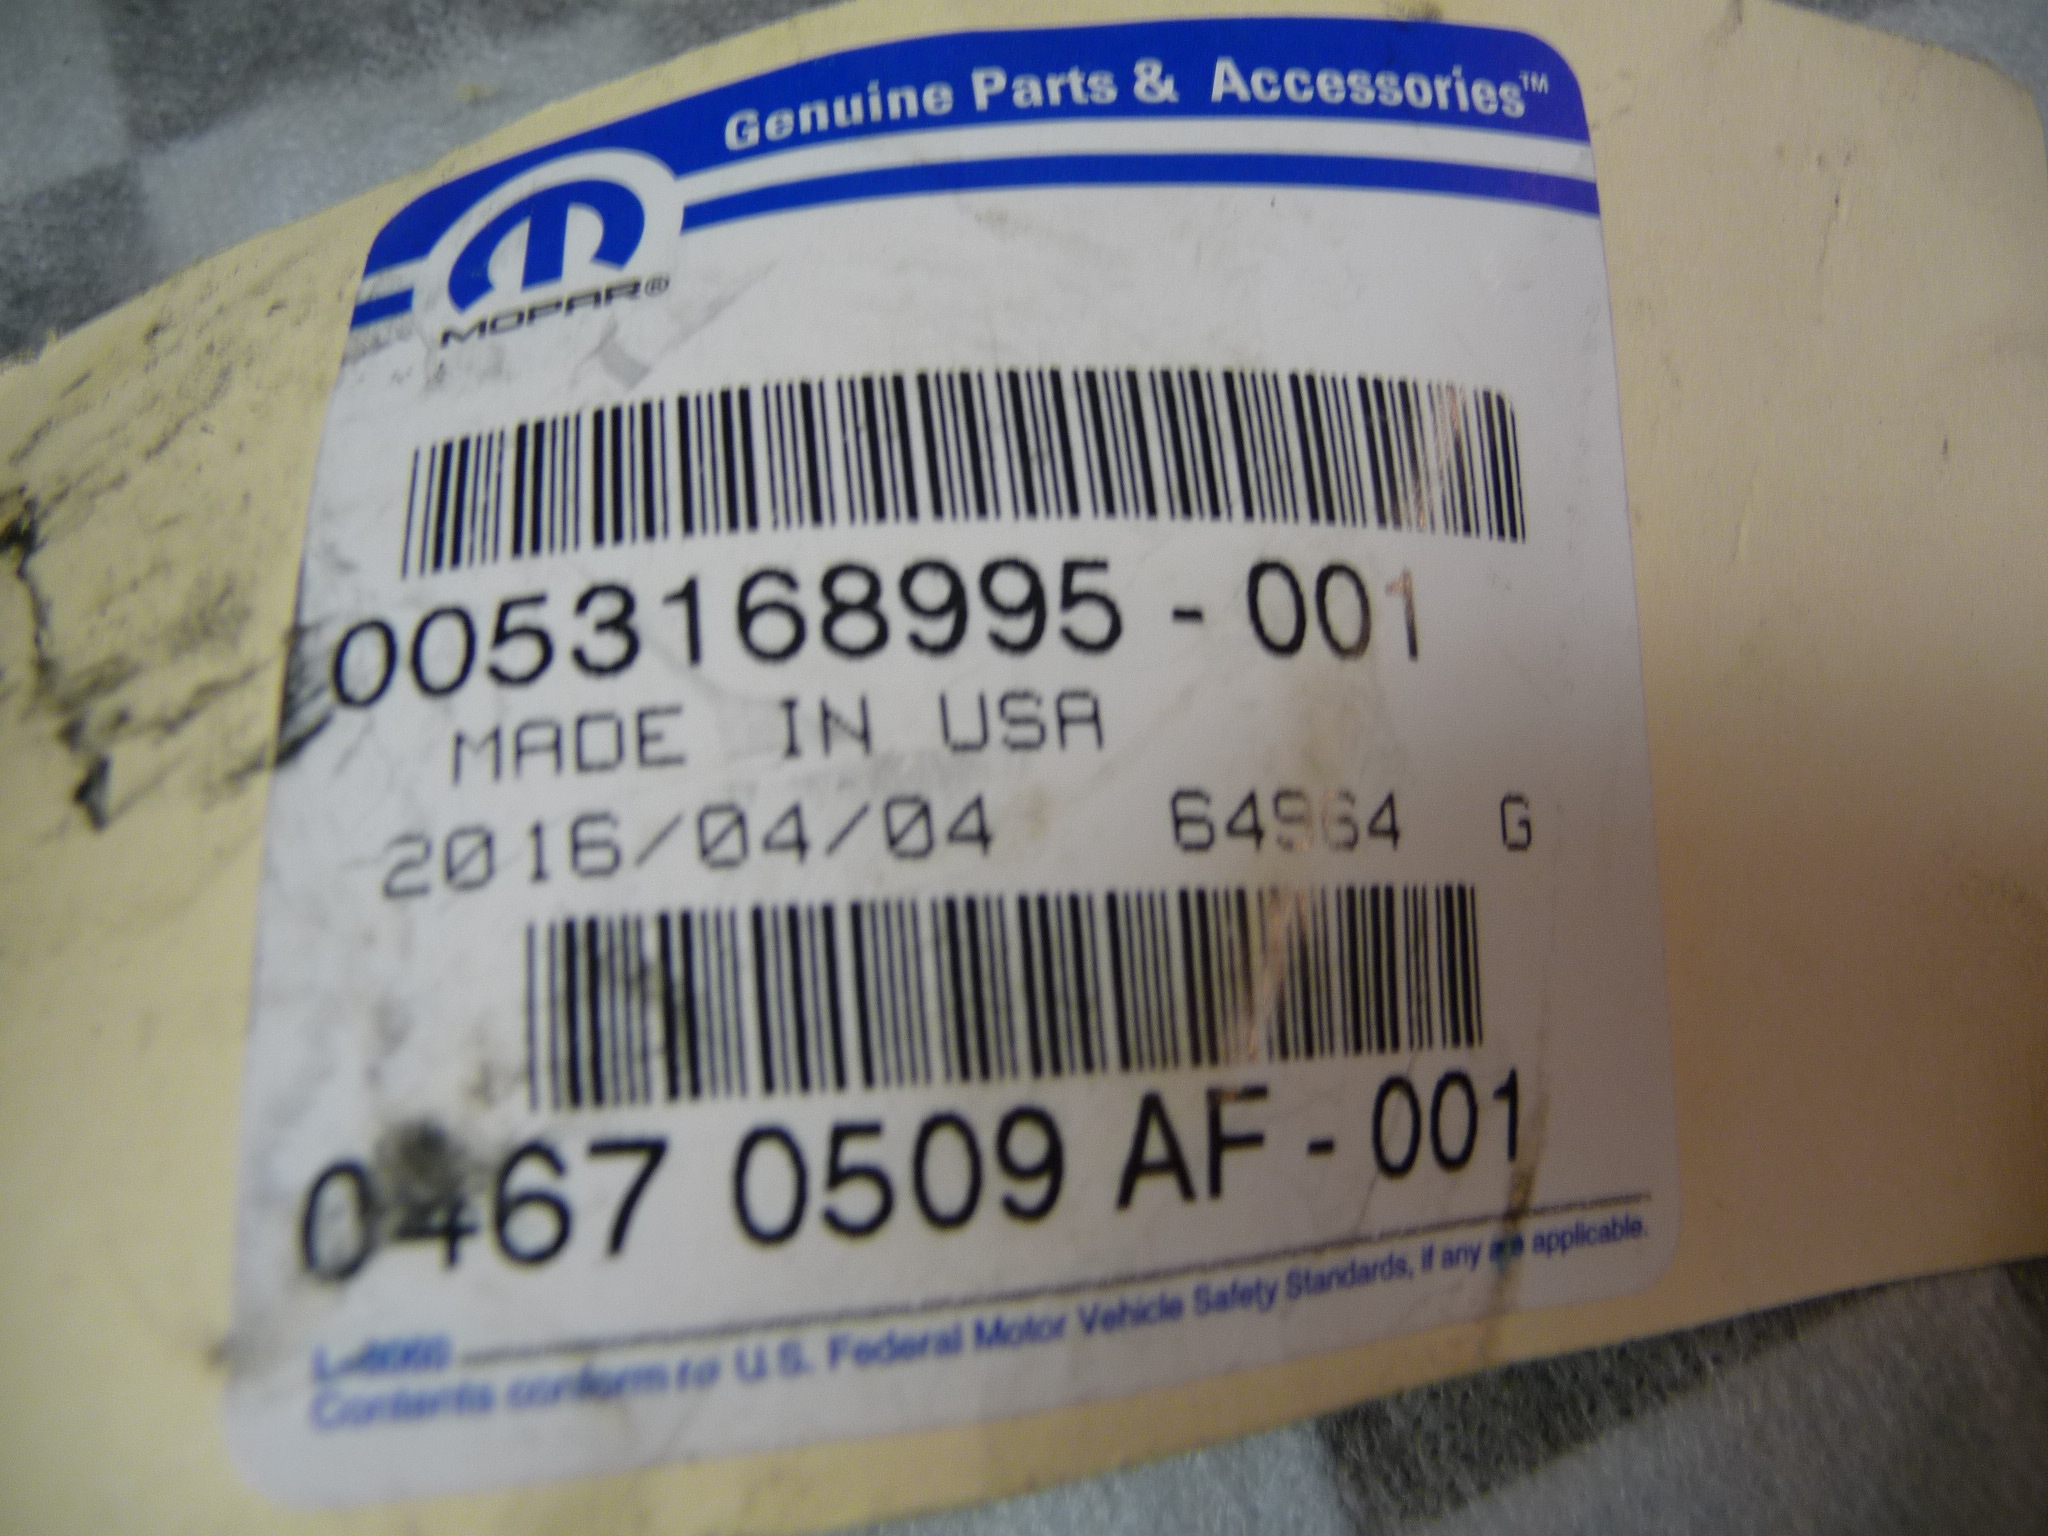 Genuine Parts & Accessories™
MOPAR®
0053168995 - 001
MADE IN USA
2016/04/04 64964 G
0467 0509 AF - 001
Contents conform to U.S. Federal Motor Vehicle Safety Standards, if any are applicable.